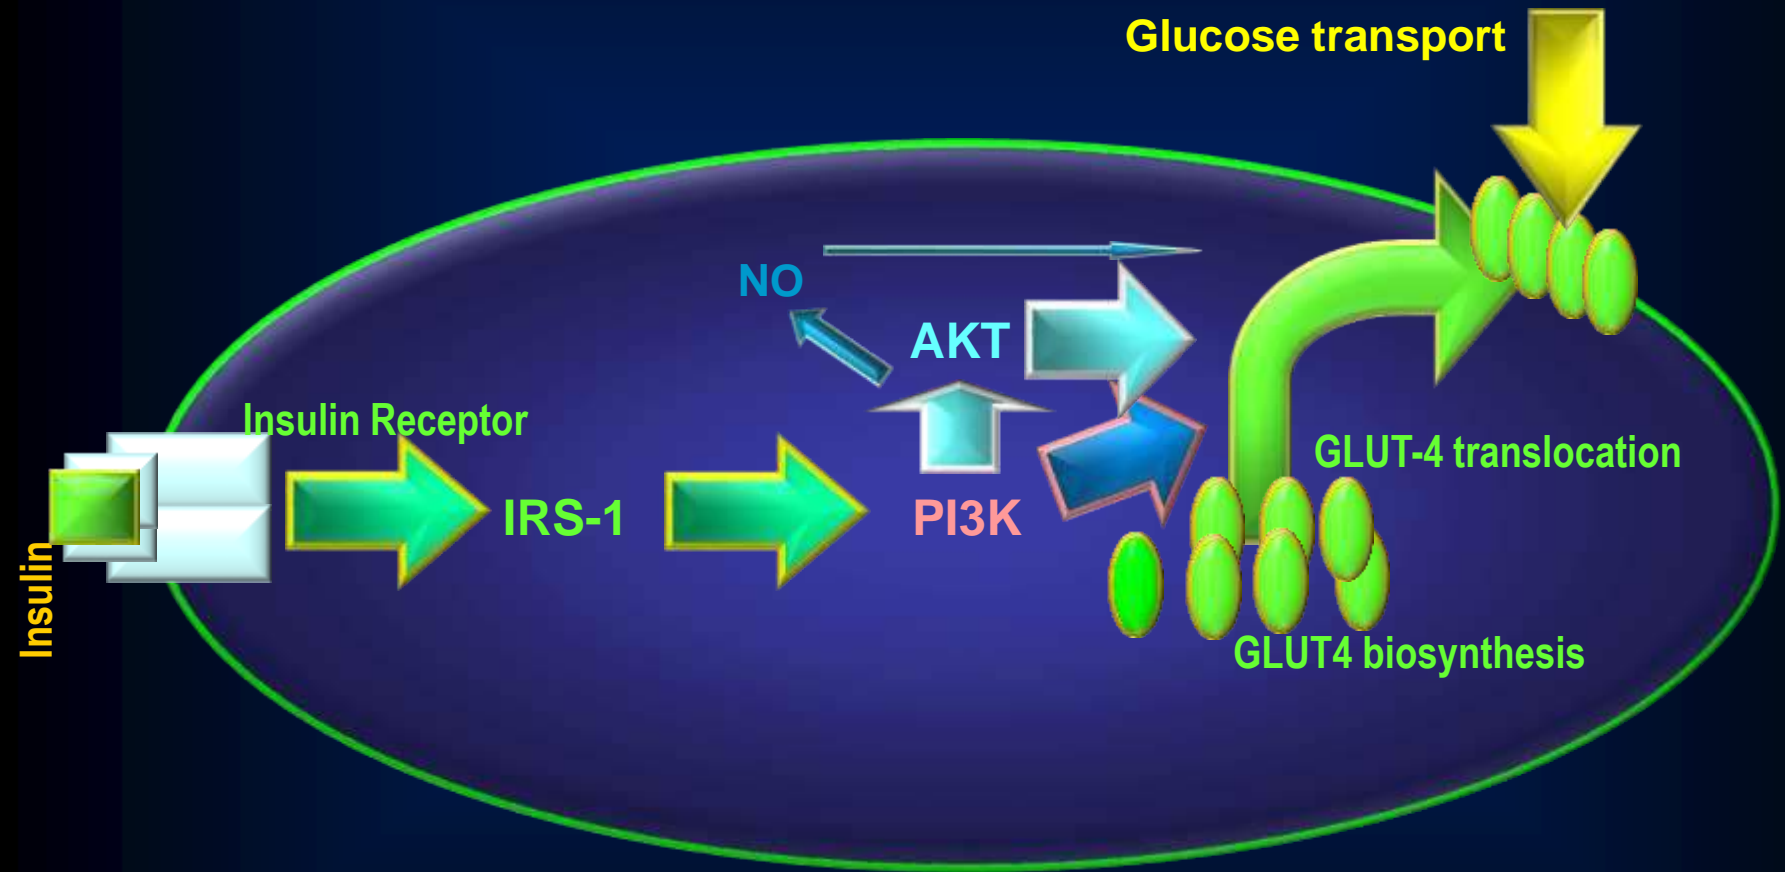 Glucose transport
NO
AKT
Insulin Receptor
GLUT-4 translocation
IRS-1
PI3K
Insulin
GLUT4 biosynthesis